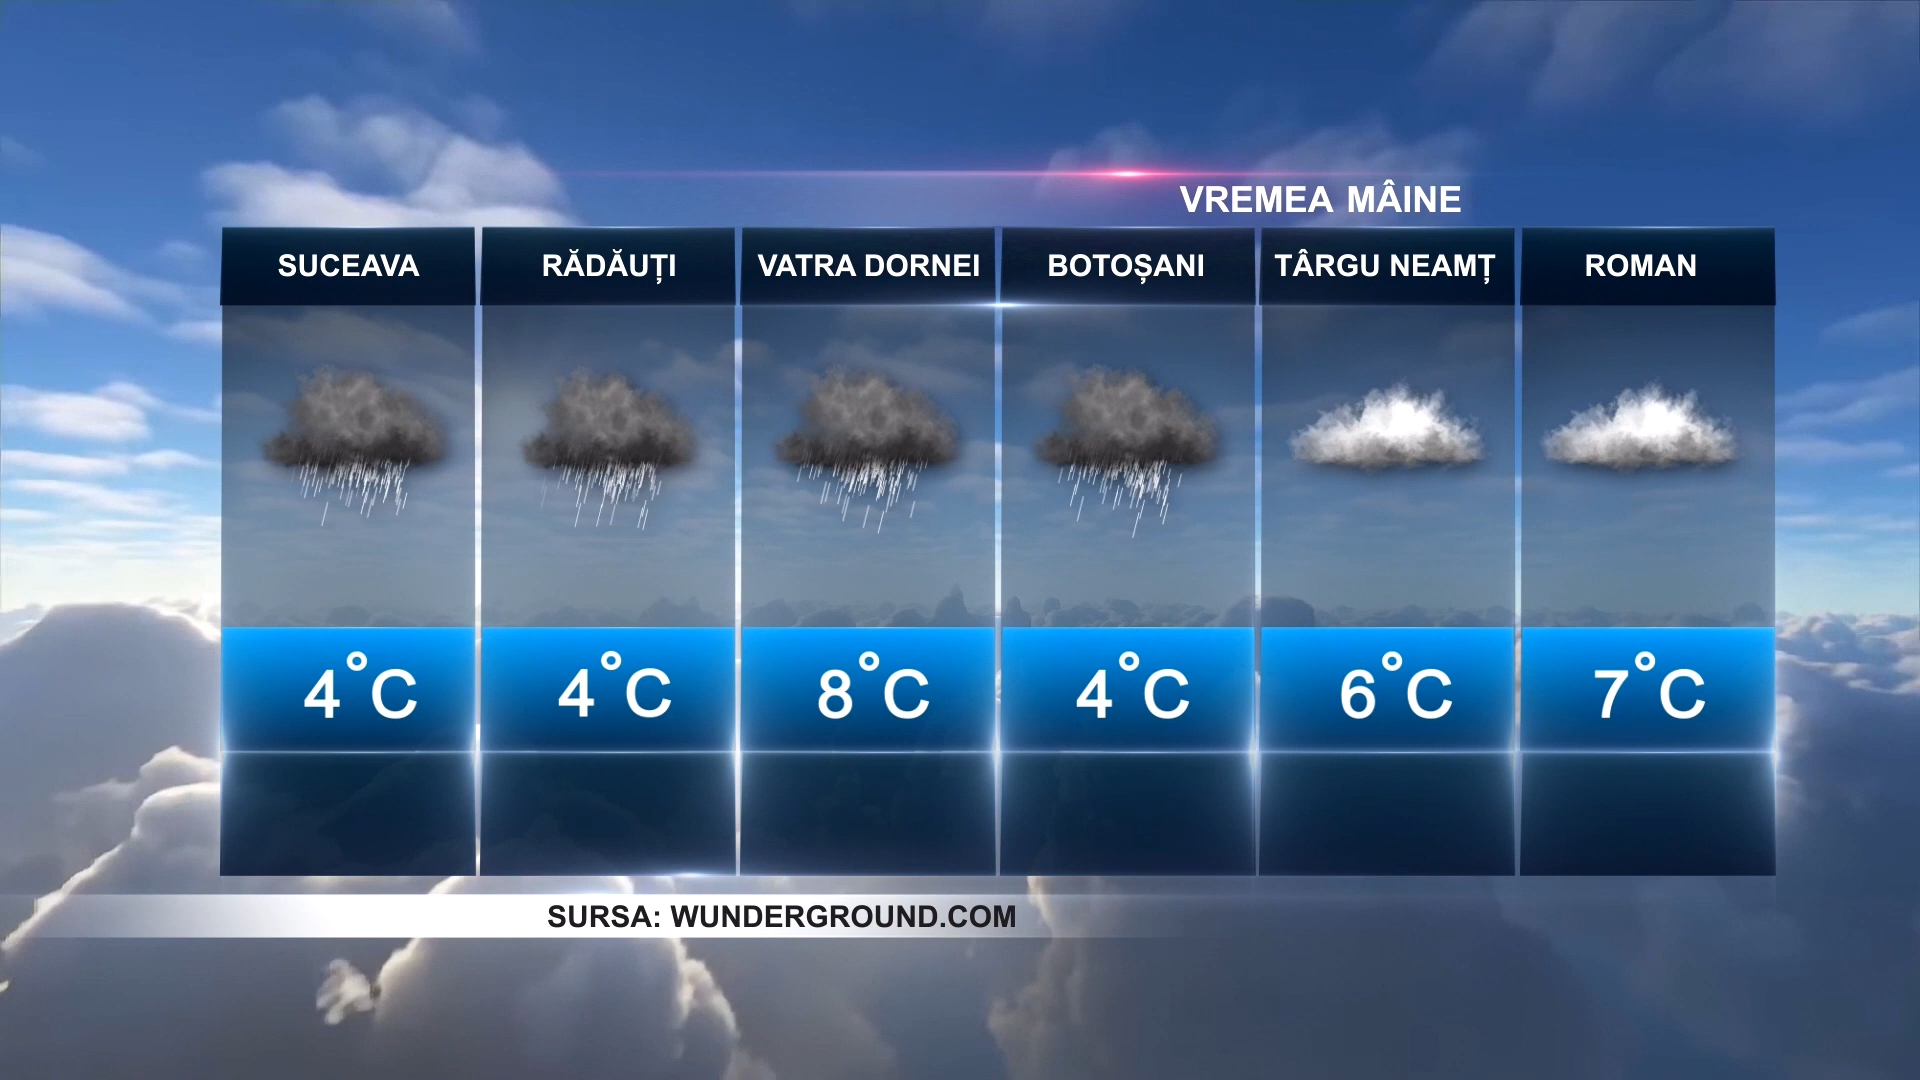 VREMEA MÂINE
SUCEAVA RĂDĂUȚI VATRA DORNEI BOTOȘANI TÂRGU NEAMȚ ROMAN
4°C 4°C 8°C 4°C 6°C 7°C
SURSA: WUNDERGROUND.COM